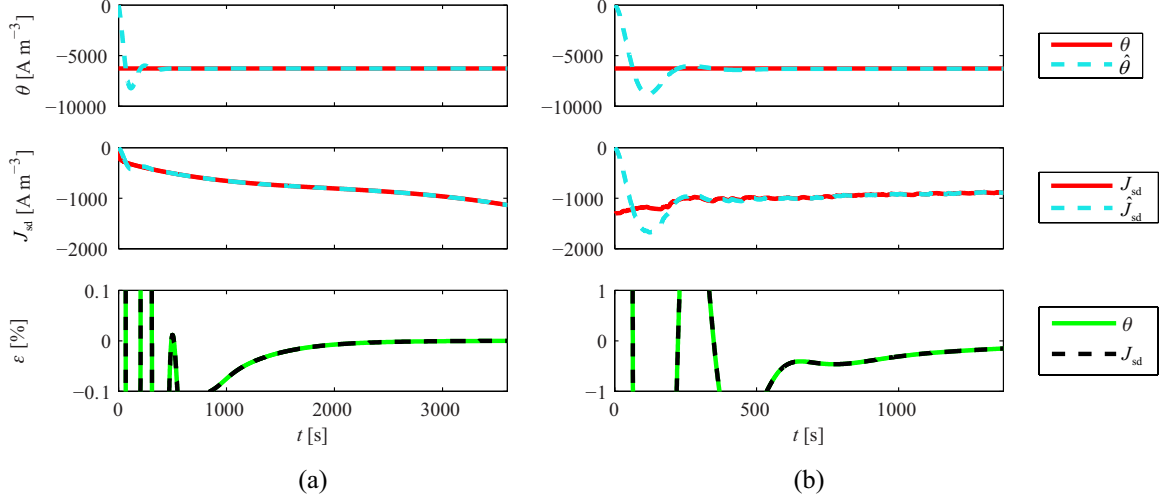 θ [A m⁻³]
0
−5000
−10000
0
−5000
−10000
θ
θ̂
J_sd [A m⁻³]
0
−1000
−2000
0
−1000
−2000
J_sd
Ĵ_sd
ε [%]
0.1
0
−0.1
1
0
−1
θ
J_sd
0 1000 2000 3000
0 500 1000
t [s]
t [s]
(a)
(b)